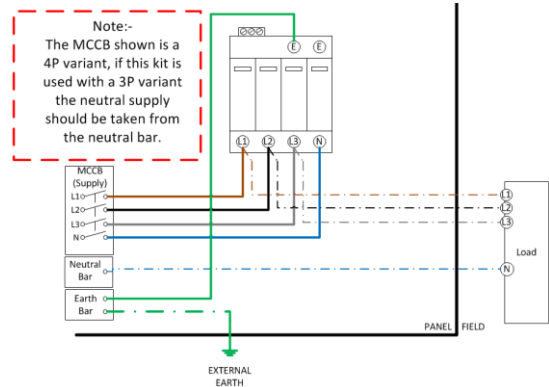 Note:-
The MCCB shown is a
4P variant, if this kit is
used with a 3P variant
the neutral supply
should be taken from
the neutral bar.
E E
L1 L2 L3 N
MCCB
(Supply)
L1
L2
L3
N
Neutral
Bar
Earth
Bar
L1
L2
L3
Load
N
PANEL FIELD
EXTERNAL
EARTH